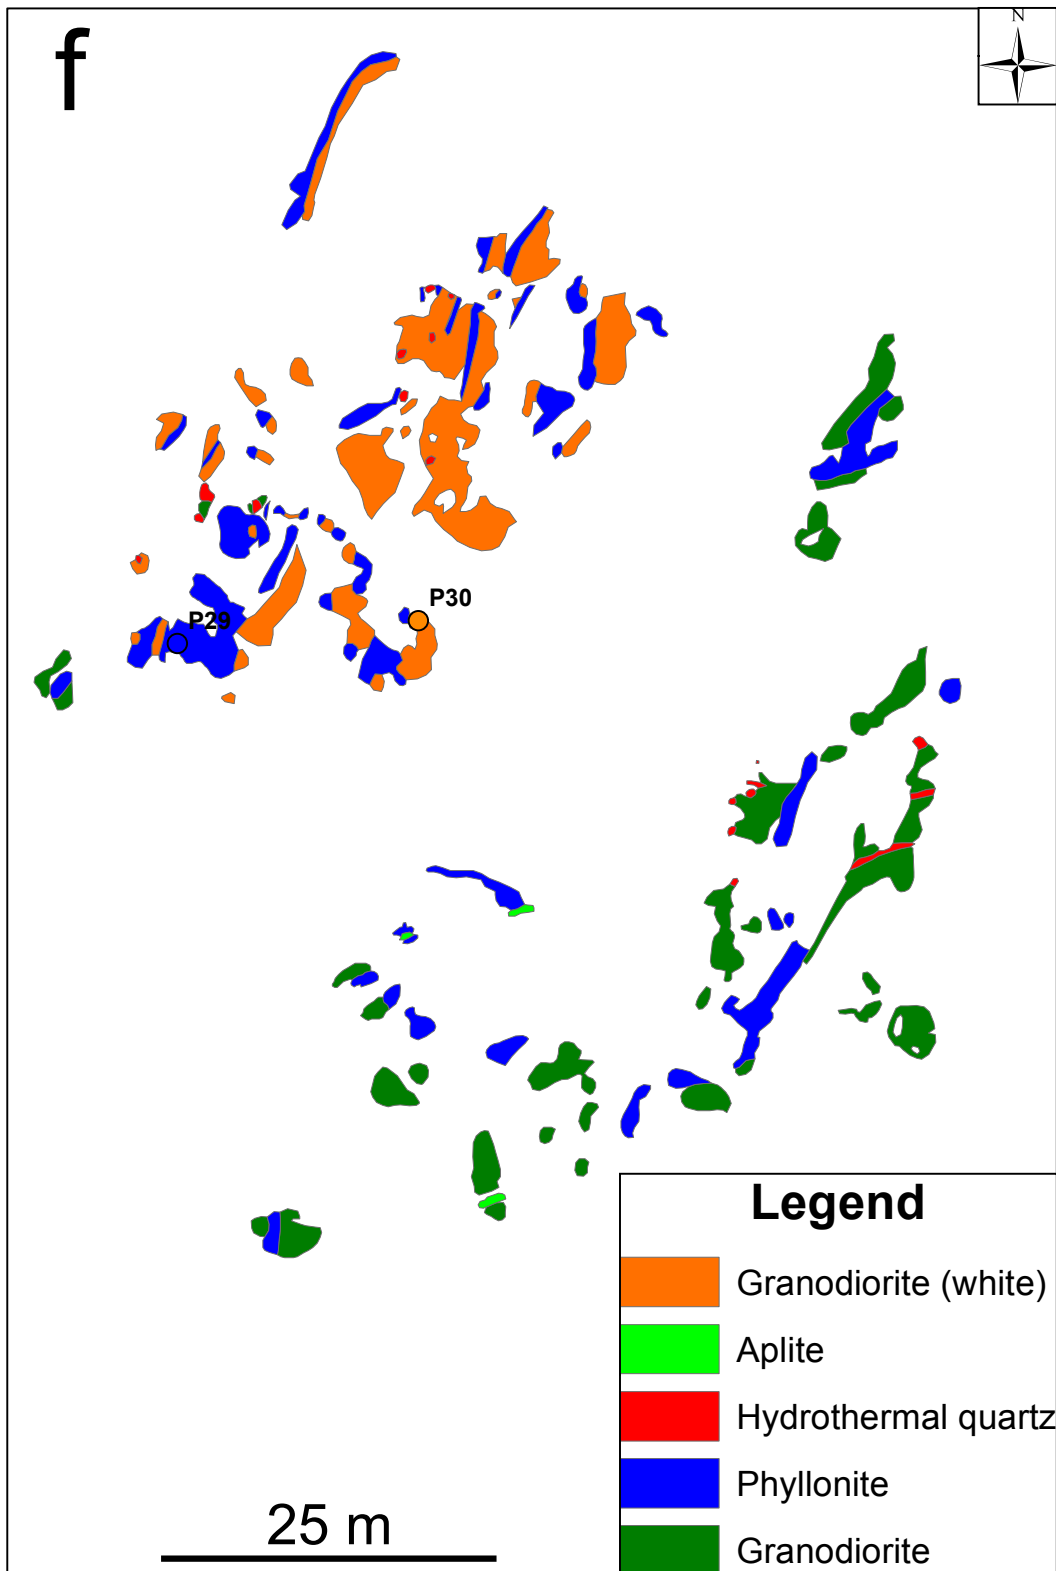 f
N
P30
P29
Legend
Granodiorite (white)
Aplite
Hydrothermal quartz
Phyllonite
Granodiorite
25 m